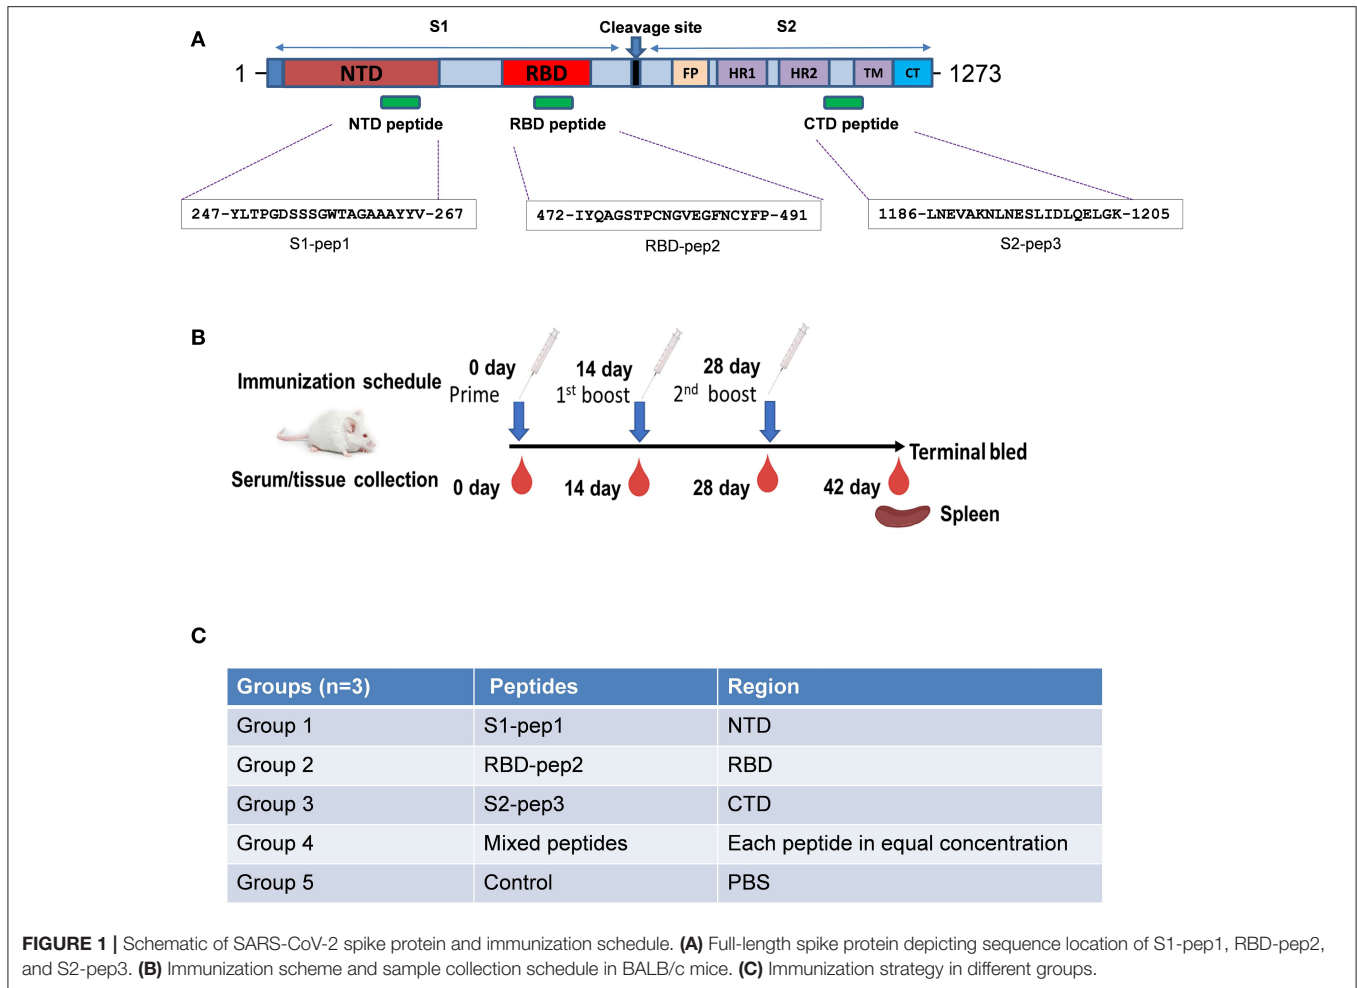 A
S1
Cleavage site
S2
1
NTD
RBD
FP
HR1
HR2
TM
CT
1273
NTD peptide
RBD peptide
CTD peptide
247-YLTPGDSSSGWTAGAAAYYV-267
472-IYQAGSTPCNGVEGFNCYFP-491
1186-LNEVAKNLNESLIDLQELGK-1205
S1-pep1
RBD-pep2
S2-pep3
B
Immunization schedule
0 day
Prime
14 day
1st boost
28 day
2nd boost
Terminal bled
Serum/tissue collection
0 day
14 day
28 day
42 day
Spleen
C
Groups (n=3) Peptides Region
Group 1 S1-pep1 NTD
Group 2 RBD-pep2 RBD
Group 3 S2-pep3 CTD
Group 4 Mixed peptides Each peptide in equal concentration
Group 5 Control PBS
FIGURE 1 | Schematic of SARS-CoV-2 spike protein and immunization schedule. (A) Full-length spike protein depicting sequence location of S1-pep1, RBD-pep2,
and S2-pep3. (B) Immunization scheme and sample collection schedule in BALB/c mice. (C) Immunization strategy in different groups.